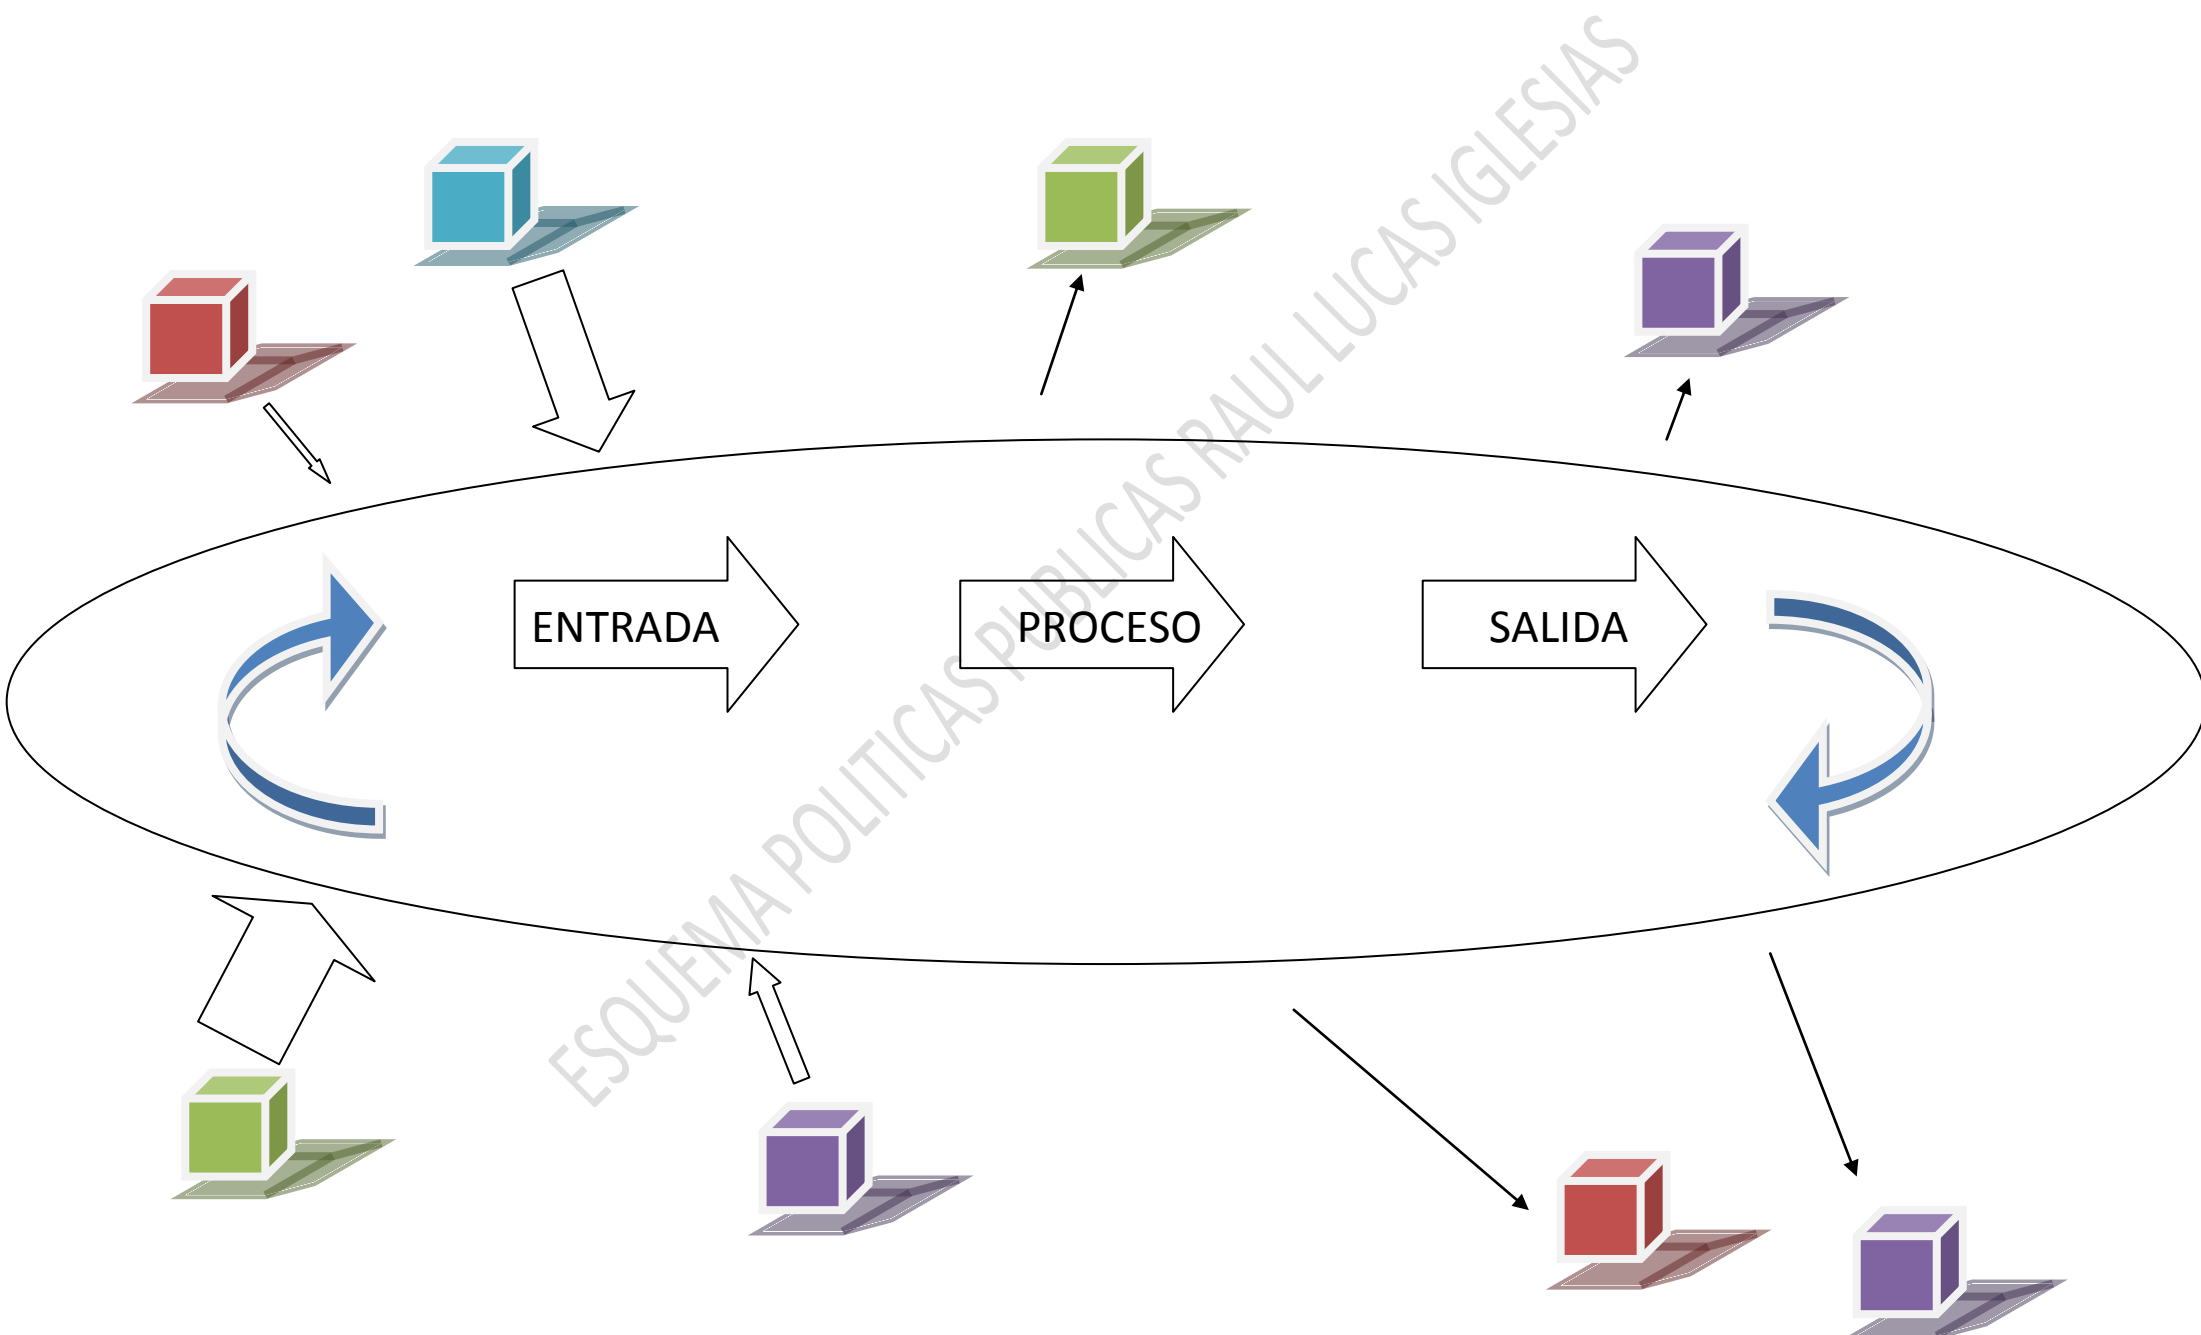 ENTRADA
PROCESO
SALIDA
ESQUEMA POLITICAS PUBLICAS RAUL LUCAS IGLESIAS